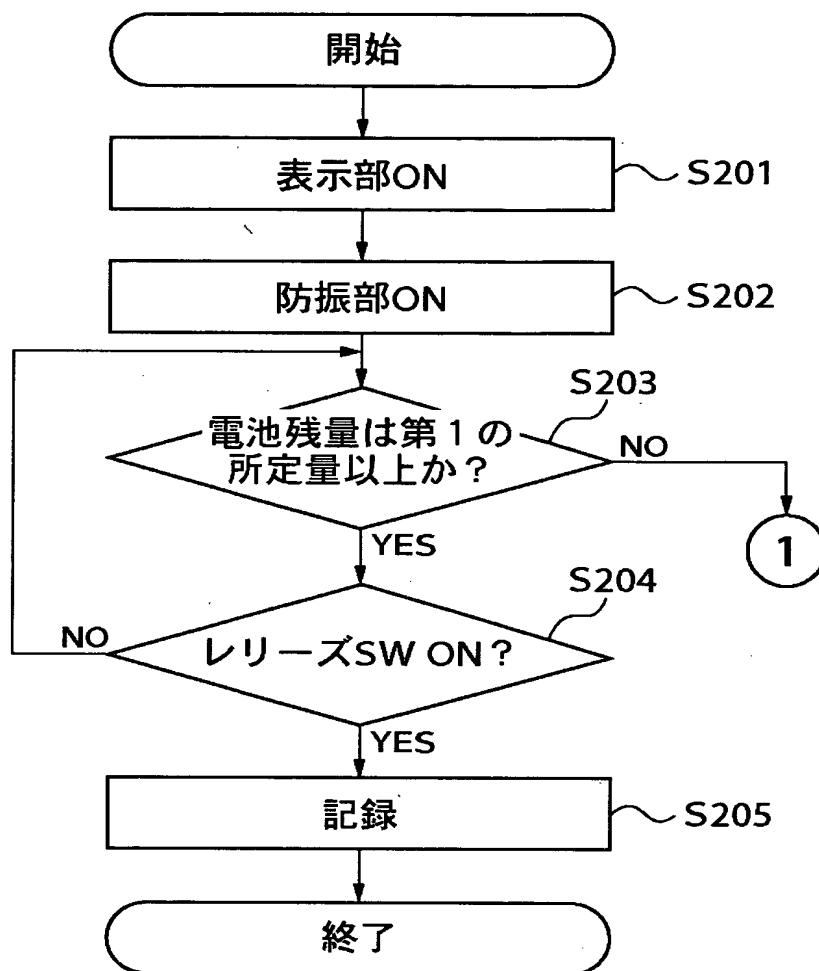 開始
表示部ON
S201
防振部ON
S202
S203
電池残量は第１の
所定量以上か？
NO
YES
1
S204
レリーズSW ON？
NO
YES
記録
S205
終了